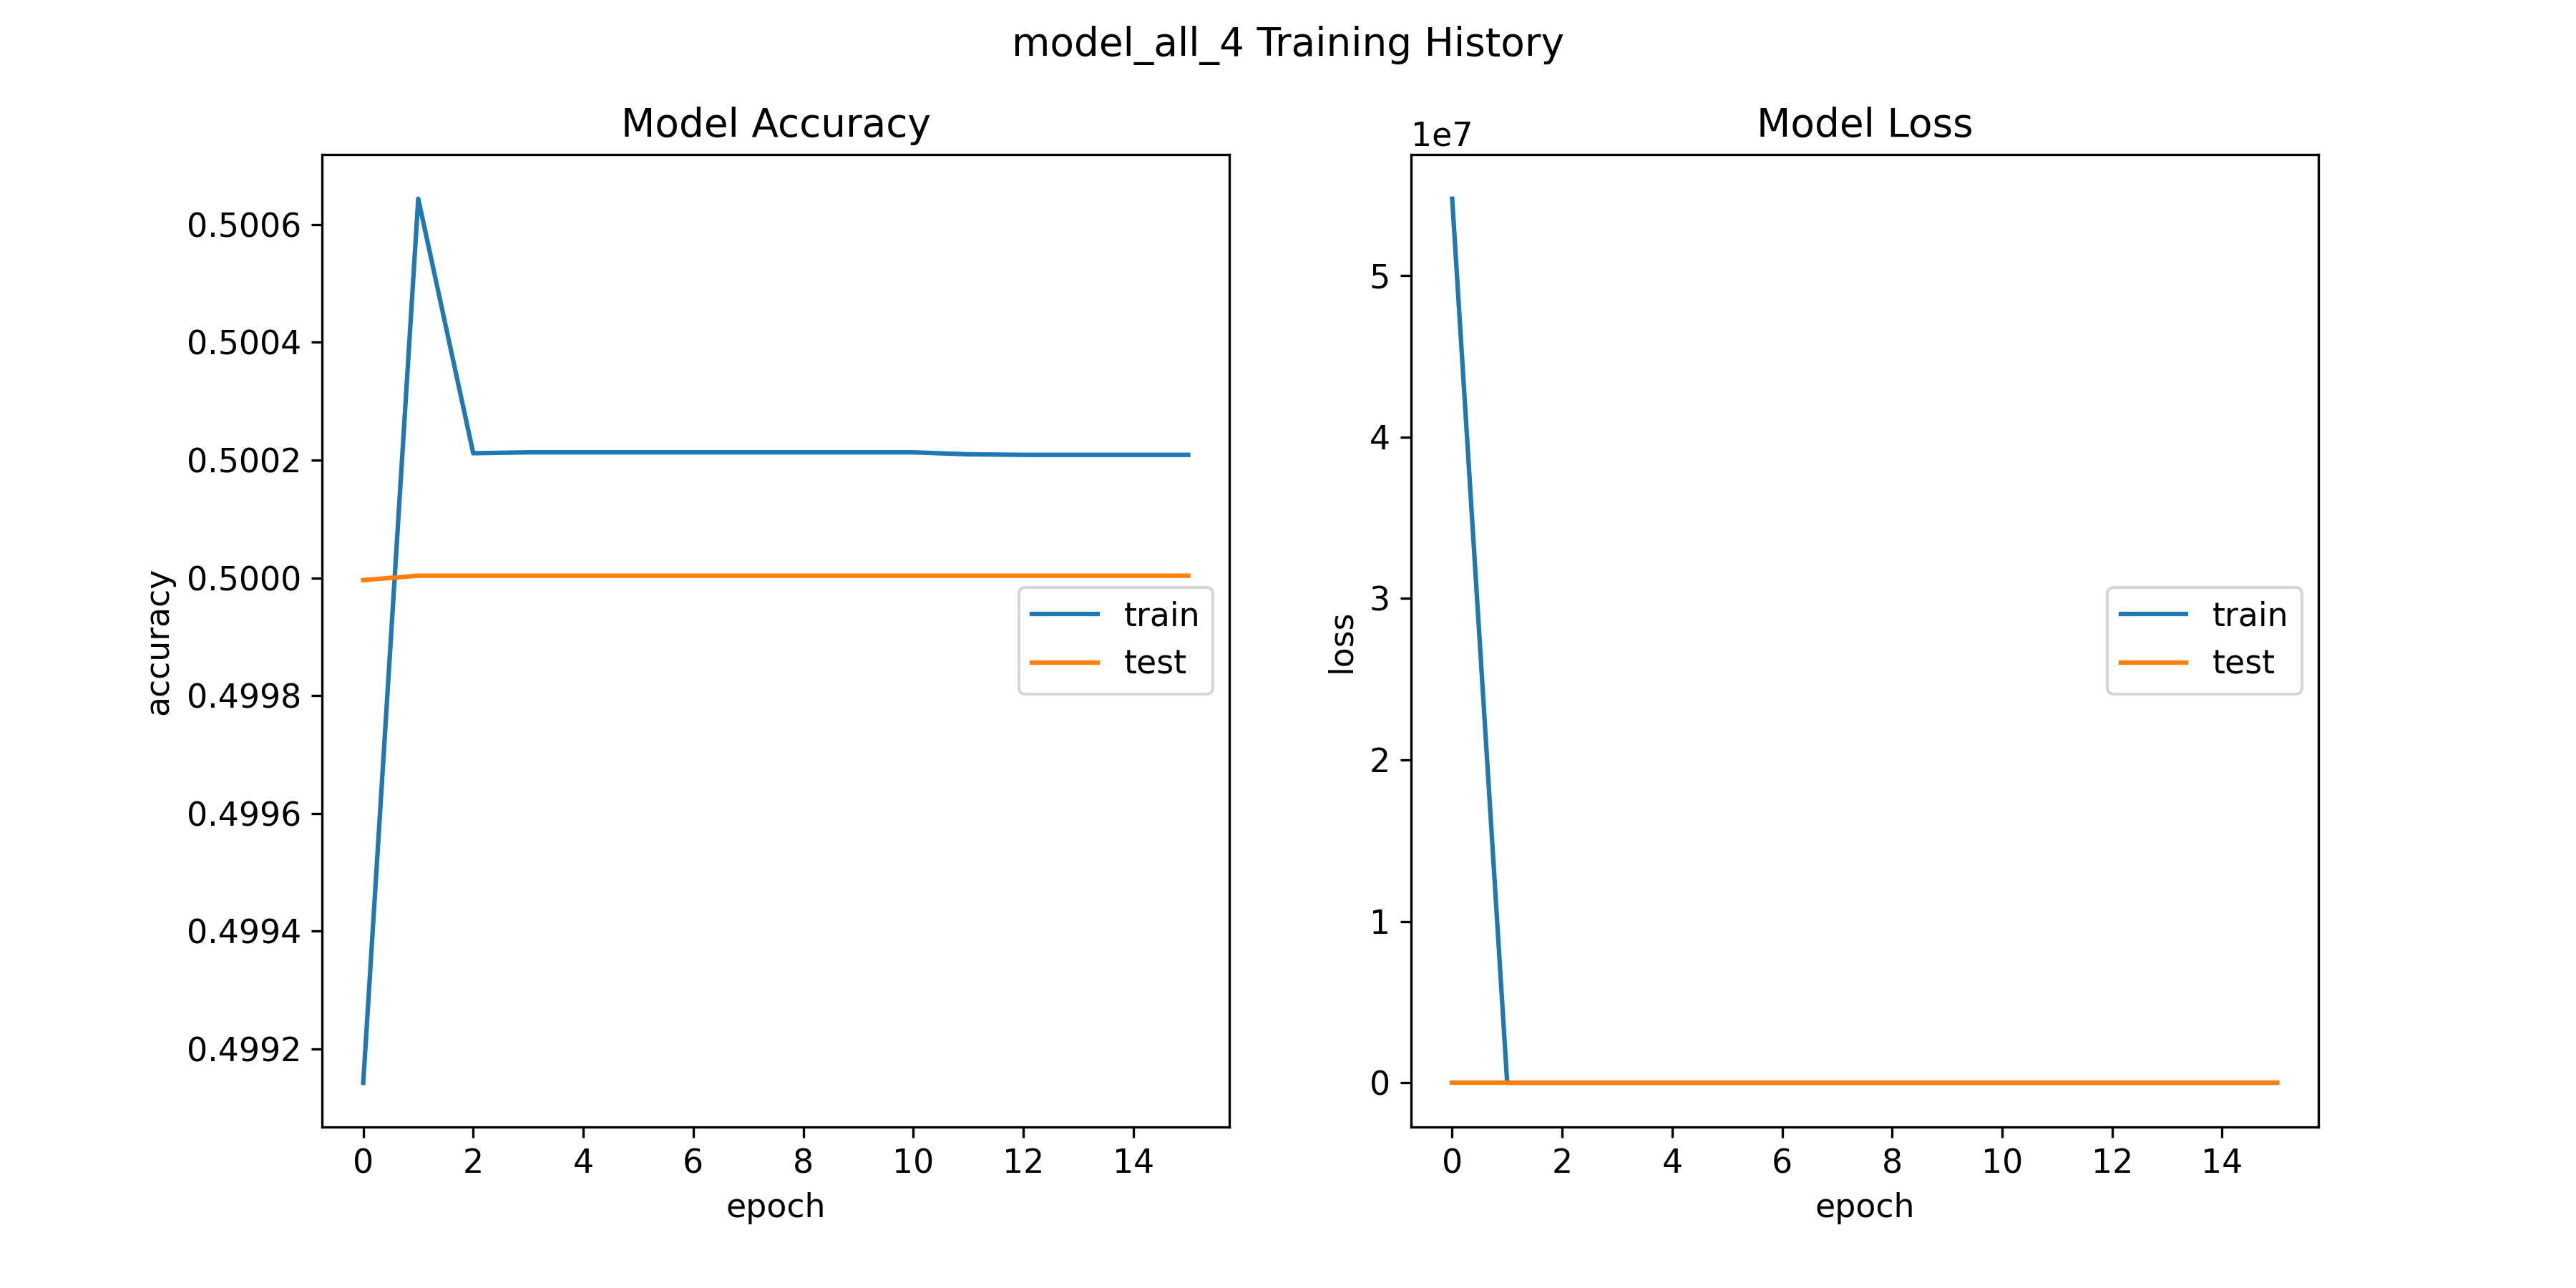 model_all_4 Training History
Model Accuracy
accuracy
0.5006
0.5004
0.5002
0.5000
0.4998
0.4996
0.4994
0.4992
train
test
0 2 4 6 8 10 12 14
epoch
Model Loss
1e7
loss
5
4
3
2
1
0
train
test
0 2 4 6 8 10 12 14
epoch